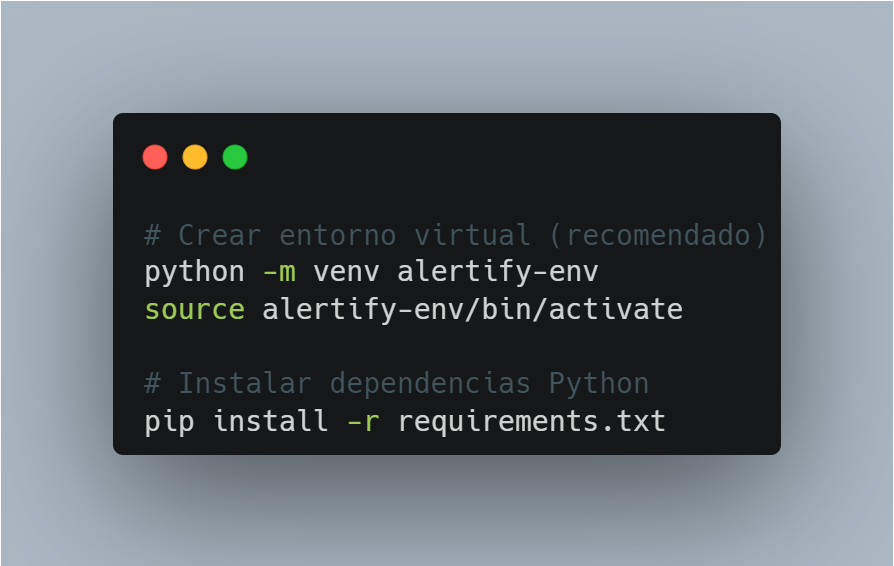 # Crear entorno virtual (recomendado)
python -m venv alertify-env
source alertify-env/bin/activate
# Instalar dependencias Python
pip install -r requirements.txt